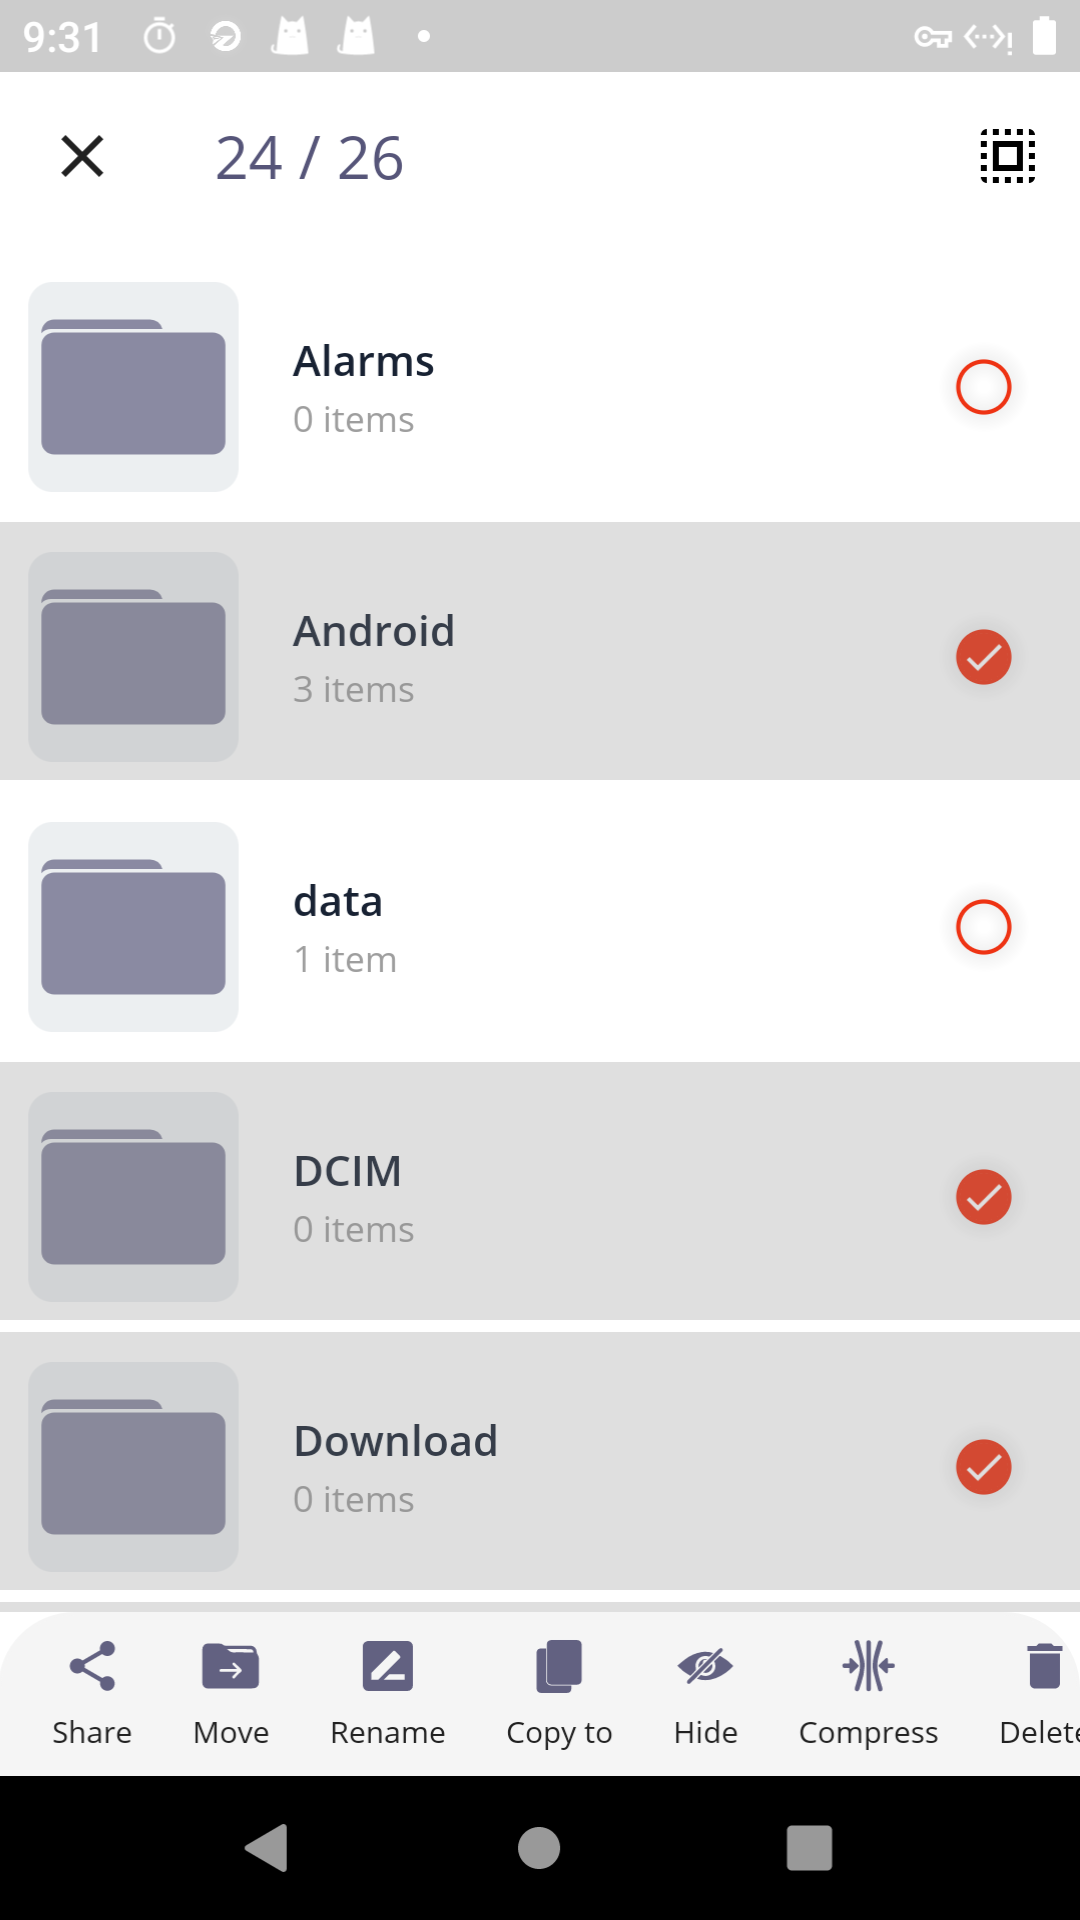 9:31
24 / 26
Alarms
0 items
Android
3 items
data
1 item
DCIM
0 items
Download
0 items
Share Move Rename Copy to Hide Compress Delete